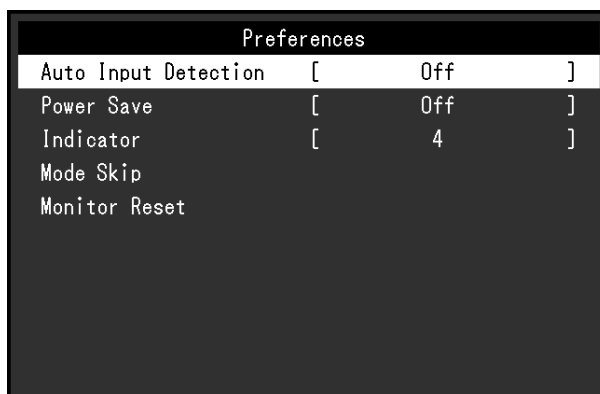 Preferences
Auto Input Detection [ Off ]
Power Save [ Off ]
Indicator [ 4 ]
Mode Skip
Monitor Reset